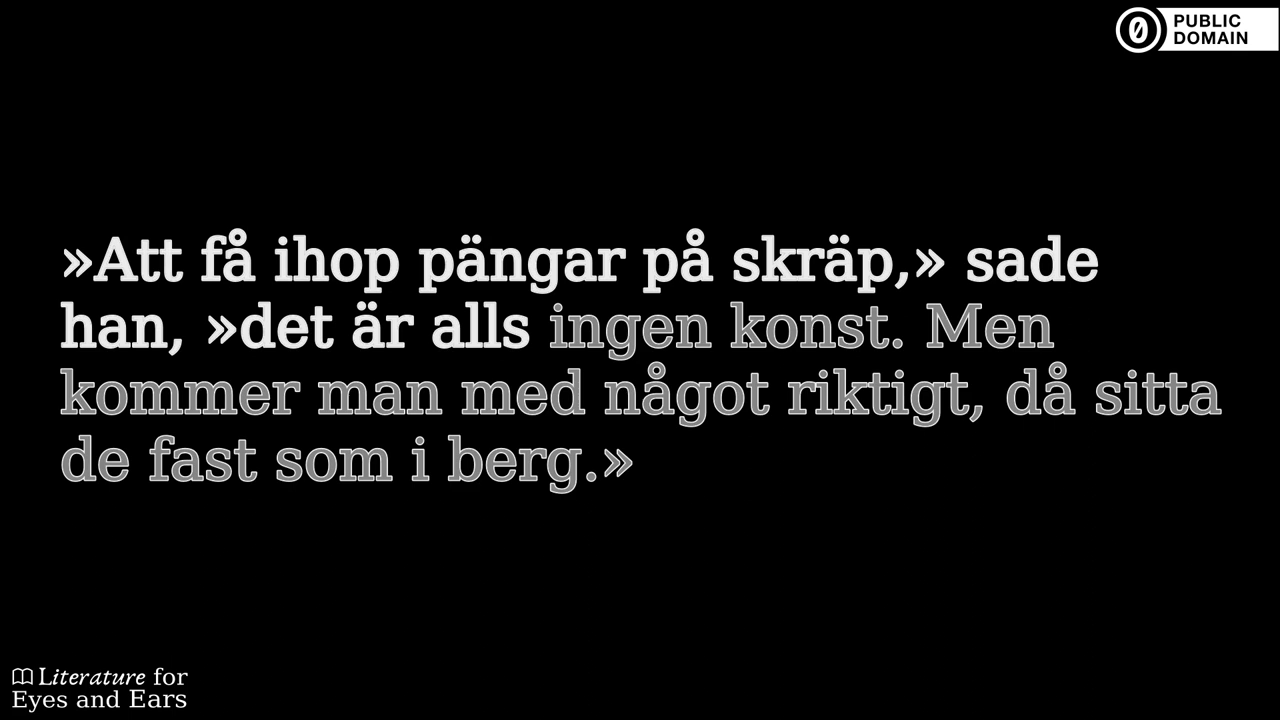 PUBLIC
DOMAIN
»Att få ihop pängar på skräp,» sade
han, »det är alls ingen konst. Men
kommer man med något riktigt, då sitta
de fast som i berg.»
Literature for
Eyes and Ears